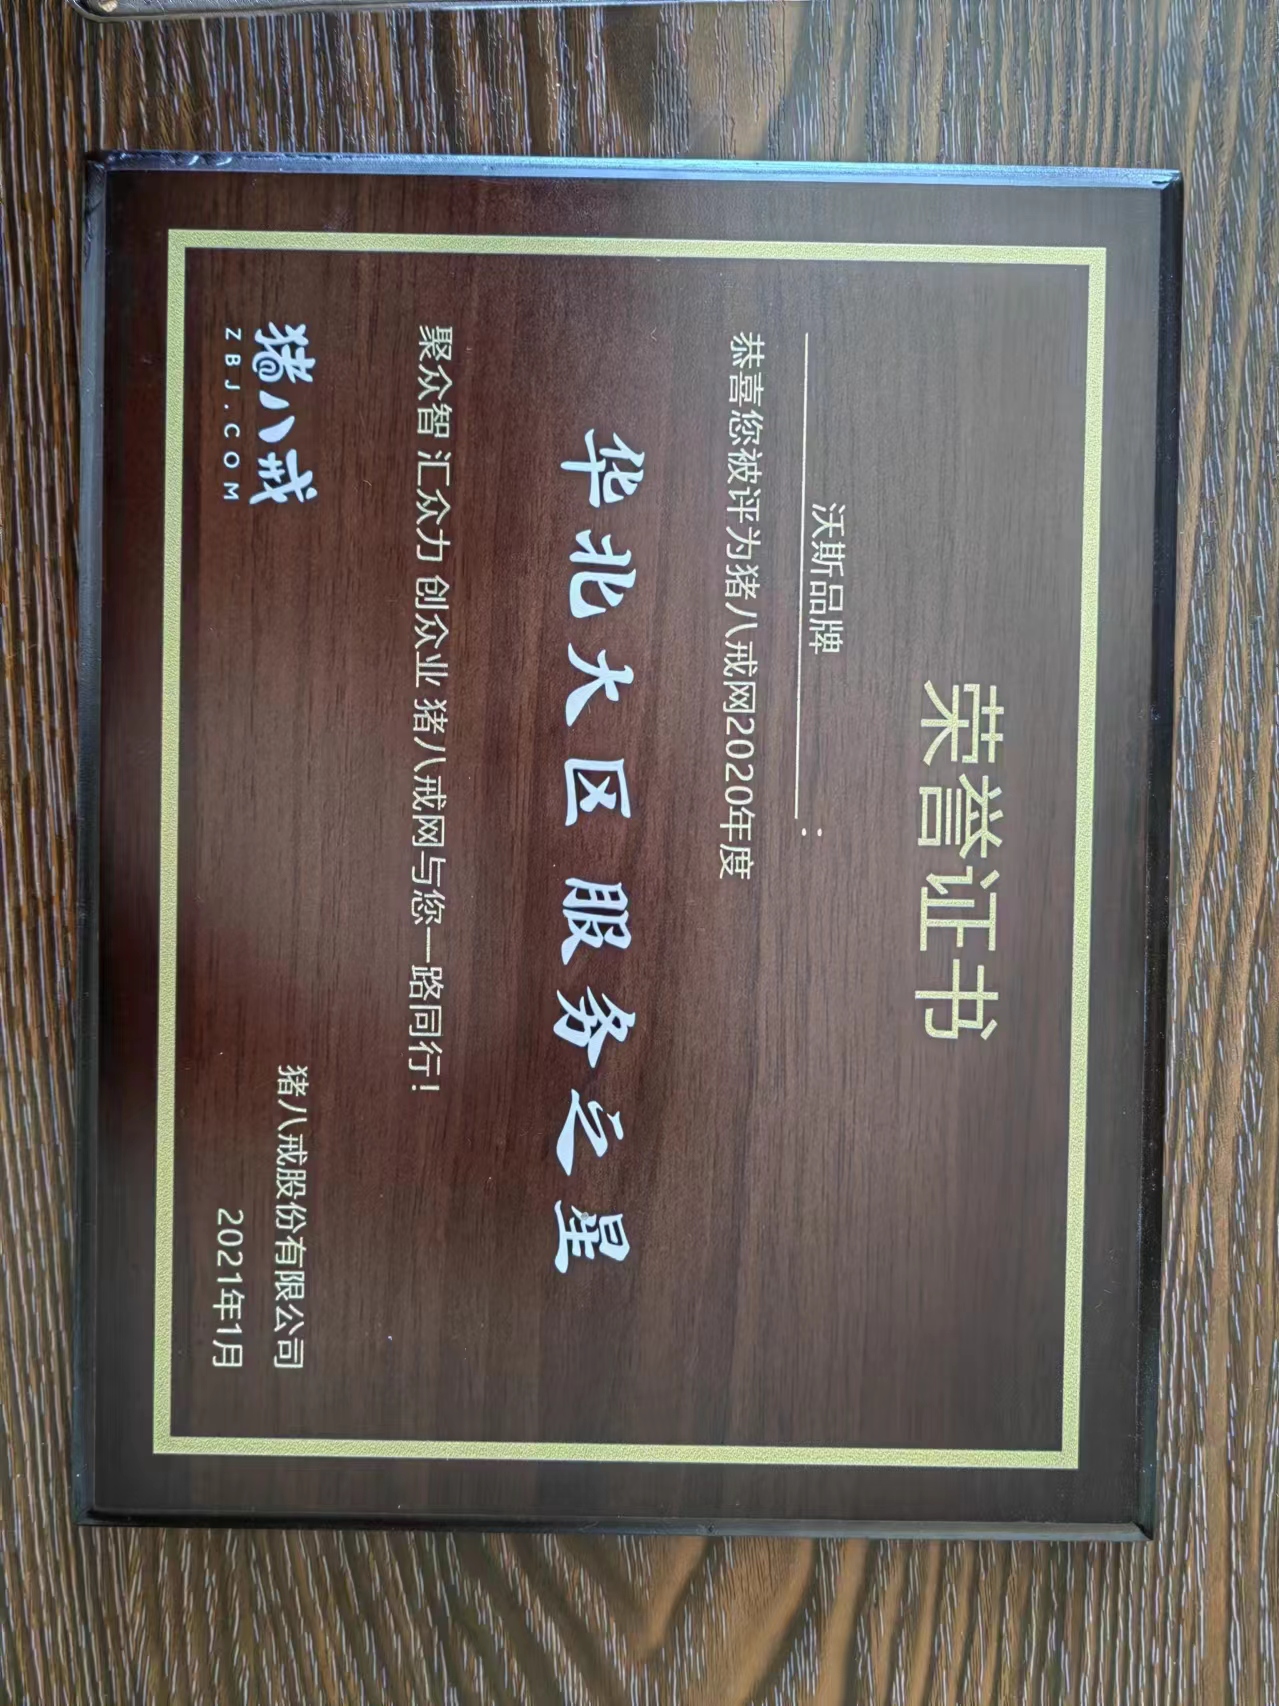 荣誉证书
沃斯品牌:
恭喜您被评为猪八戒网2020年度
华北大区服务之星
聚众智 汇众力 创众业 猪八戒网与您一路同行!
猪八戒
ZBJ.COM
猪八戒股份有限公司
2021年1月